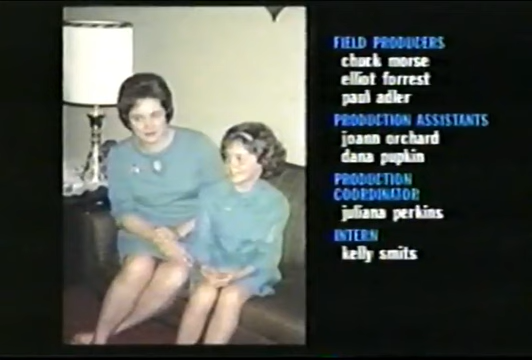 FIELD PRODUCERS
chuck morse
elliot forrest
paul adler
PRODUCTION ASSISTANTS
joann orchard
dana pupkin
PRODUCTION
COORDINATOR
juliana perkins
INTERN
kelly smits